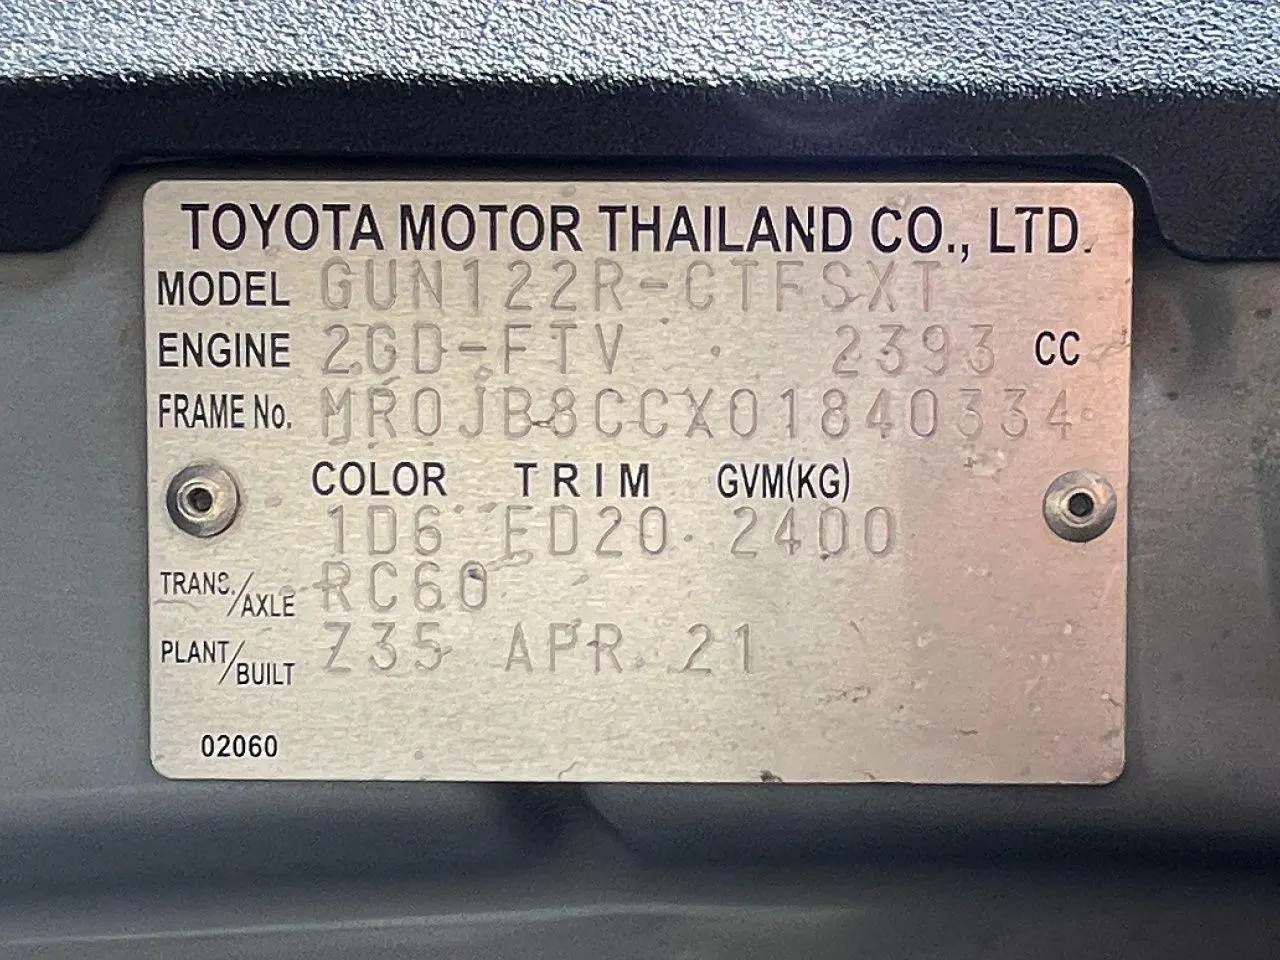 TOYOTA MOTOR THAILAND CO., LTD.
MODEL GUN122R-CTFSXT
ENGINE 2GD-FTV 2393 CC
FRAME No. MR0JB8CCX01840334
COLOR TRIM GVM(KG)
1D6 FD20 2400
TRANS./AXLE RC60
PLANT/BUILT Z35 APR. 21
02060